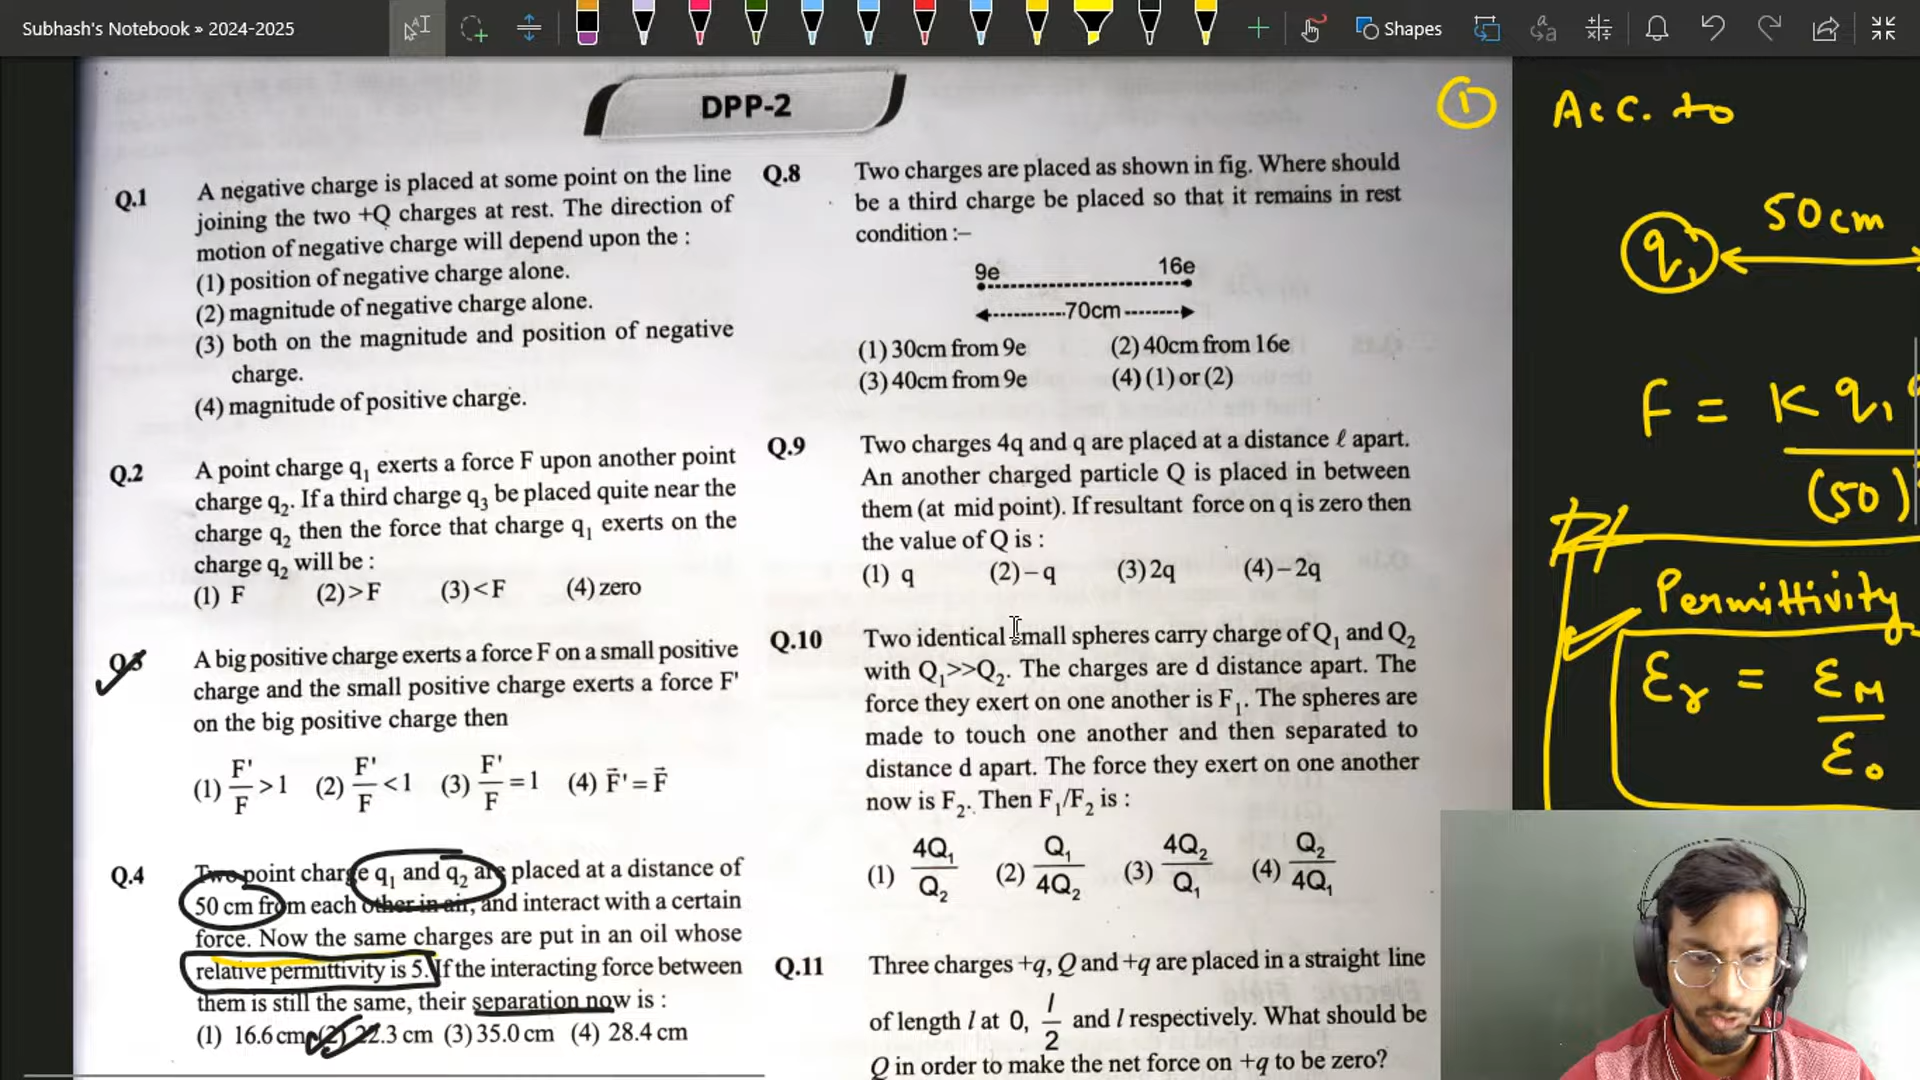 Subhash's Notebook » 2024-2025
Shapes
DPP-2
Q.1 A negative charge is placed at some point on the line
joining the two +Q charges at rest. The direction of
motion of negative charge will depend upon the :
(1) position of negative charge alone.
(2) magnitude of negative charge alone.
(3) both on the magnitude and position of negative
charge.
(4) magnitude of positive charge.
Q.2 A point charge q₁ exerts a force F upon another point
charge q₂. If a third charge q₃ be placed quite near the
charge q₂ then the force that charge q₁ exerts on the
charge q₂ will be :
(1) F (2)>F (3)<F (4) zero
Q.3 A big positive charge exerts a force F on a small positive
charge and the small positive charge exerts a force F'
on the big positive charge then
(1) F'/F >1 (2) F'/F <1 (3) F'/F =1 (4) F⃗' = F⃗
Q.4 Two point charge q₁ and q₂ are placed at a distance of
50 cm from each other in air, and interact with a certain
force. Now the same charges are put in an oil whose
relative permittivity is 5. If the interacting force between
them is still the same, their separation now is :
(1) 16.6 cm (2) 22.3 cm (3) 35.0 cm (4) 28.4 cm
Q.8 Two charges are placed as shown in fig. Where should
be a third charge be placed so that it remains in rest
condition :–
9e 16e
70cm
(1) 30cm from 9e (2) 40cm from 16e
(3) 40cm from 9e (4) (1) or (2)
Q.9 Two charges 4q and q are placed at a distance ℓ apart.
An another charged particle Q is placed in between
them (at mid point). If resultant force on q is zero then
the value of Q is :
(1) q (2) – q (3) 2q (4) – 2q
Q.10 Two identical small spheres carry charge of Q₁ and Q₂
with Q₁>>Q₂. The charges are d distance apart. The
force they exert on one another is F₁. The spheres are
made to touch one another and then separated to
distance d apart. The force they exert on one another
now is F₂. Then F₁/F₂ is :
(1) 4Q₁/Q₂ (2) Q₁/4Q₂ (3) 4Q₂/Q₁ (4) Q₂/4Q₁
Q.11 Three charges +q, Q and +q are placed in a straight line
of length l at 0, l/2 and l respectively. What should be
Q in order to make the net force on +q to be zero?
① Acc. to
q₁ 50cm
F = K q₁
(50)
Permittivity
εr = εM/ε₀